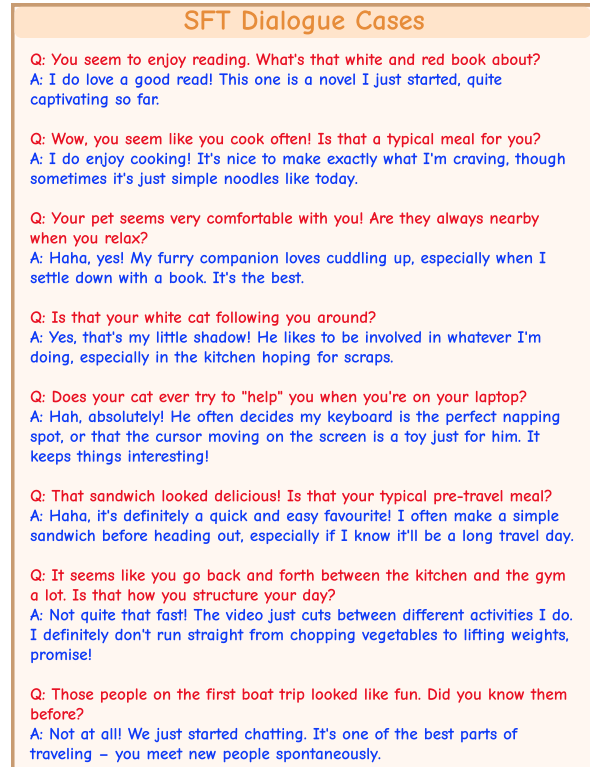 SFT Dialogue Cases
Q: You seem to enjoy reading. What's that white and red book about?
A: I do love a good read! This one is a novel I just started, quite
captivating so far.
Q: Wow, you seem like you cook often! Is that a typical meal for you?
A: I do enjoy cooking! It's nice to make exactly what I'm craving, though
sometimes it's just simple noodles like today.
Q: Your pet seems very comfortable with you! Are they always nearby
when you relax?
A: Haha, yes! My furry companion loves cuddling up, especially when I
settle down with a book. It's the best.
Q: Is that your white cat following you around?
A: Yes, that's my little shadow! He likes to be involved in whatever I'm
doing, especially in the kitchen hoping for scraps.
Q: Does your cat ever try to "help" you when you're on your laptop?
A: Hah, absolutely! He often decides my keyboard is the perfect napping
spot, or that the cursor moving on the screen is a toy just for him. It
keeps things interesting!
Q: That sandwich looked delicious! Is that your typical pre-travel meal?
A: Haha, it's definitely a quick and easy favourite! I often make a simple
sandwich before heading out, especially if I know it'll be a long travel day.
Q: It seems like you go back and forth between the kitchen and the gym
a lot. Is that how you structure your day?
A: Not quite that fast! The video just cuts between different activities I do.
I definitely don't run straight from chopping vegetables to lifting weights,
promise!
Q: Those people on the first boat trip looked like fun. Did you know them
before?
A: Not at all! We just started chatting. It's one of the best parts of
traveling – you meet new people spontaneously.